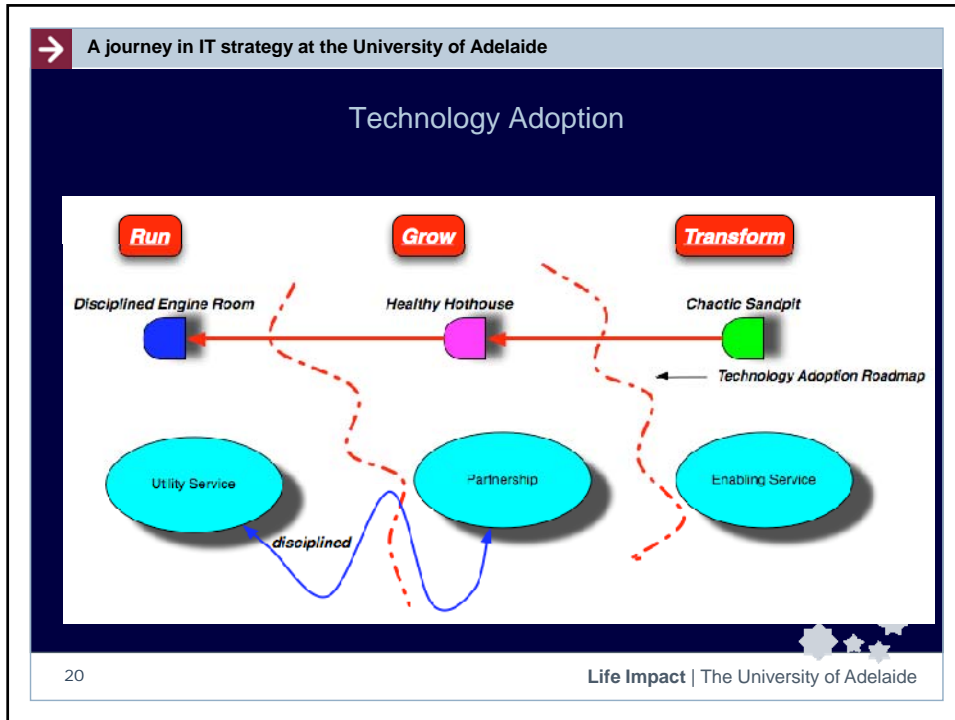 A journey in IT strategy at the University of Adelaide
Technology Adoption
Run
Grow
Transform
Disciplined Engine Room
Healthy Hothouse
Chaotic Sandpit
Technology Adoption Roadmap
Utility Service
Partnership
Enabling Service
disciplined
20
Life Impact | The University of Adelaide